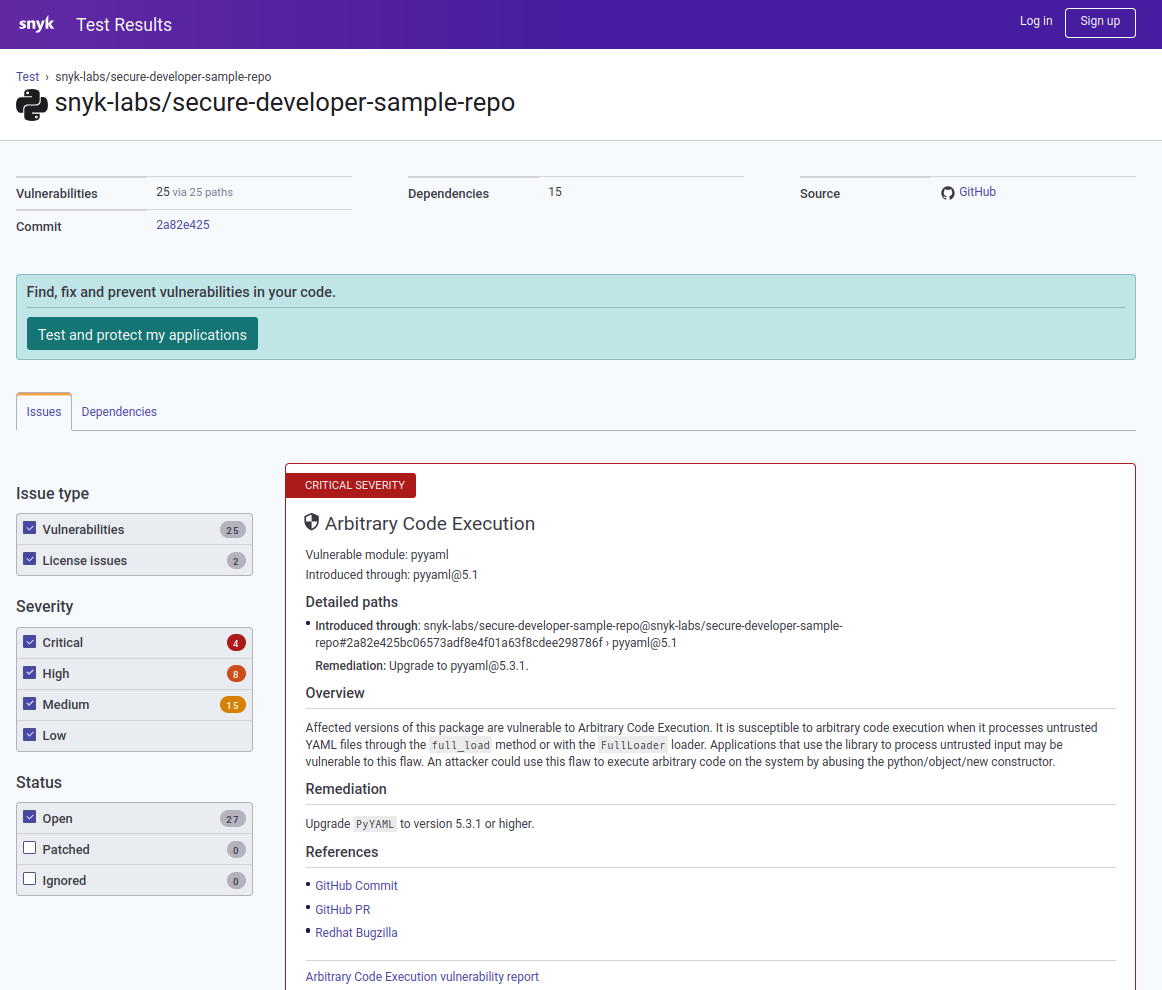 snyk Test Results Log in Sign up
Test › snyk-labs/secure-developer-sample-repo
snyk-labs/secure-developer-sample-repo
Vulnerabilities 25 via 25 paths
Dependencies 15
Source GitHub
Commit 2a82e425
Find, fix and prevent vulnerabilities in your code.
Test and protect my applications
Issues Dependencies
Issue type
Vulnerabilities 25
License issues 2
Severity
Critical 4
High 8
Medium 15
Low
Status
Open 27
Patched 0
Ignored 0
CRITICAL SEVERITY
Arbitrary Code Execution
Vulnerable module: pyyaml
Introduced through: pyyaml@5.1
Detailed paths
Introduced through: snyk-labs/secure-developer-sample-repo@snyk-labs/secure-developer-sample-
repo#2a82e425bc06573adf8e4f01a63f8cdee298786f › pyyaml@5.1
Remediation: Upgrade to pyyaml@5.3.1.
Overview
Affected versions of this package are vulnerable to Arbitrary Code Execution. It is susceptible to arbitrary code execution when it processes untrusted
YAML files through the full_load method or with the FullLoader loader. Applications that use the library to process untrusted input may be
vulnerable to this flaw. An attacker could use this flaw to execute arbitrary code on the system by abusing the python/object/new constructor.
Remediation
Upgrade PyYAML to version 5.3.1 or higher.
References
GitHub Commit
GitHub PR
Redhat Bugzilla
Arbitrary Code Execution vulnerability report